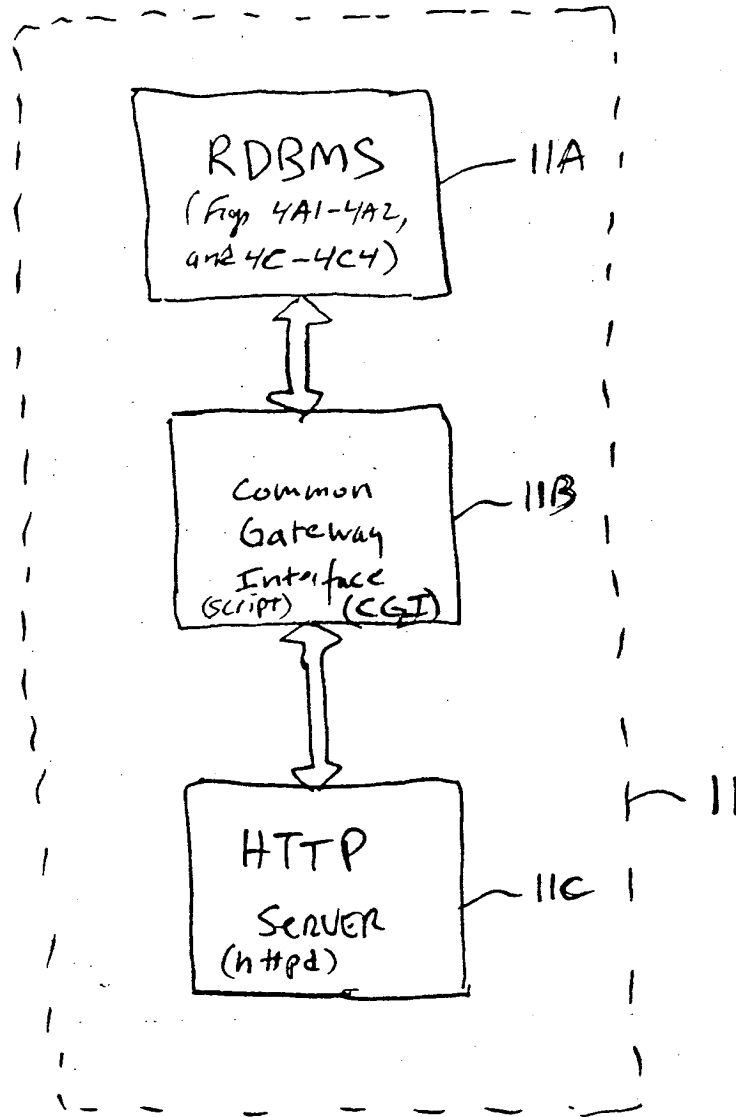 RDBMS
11A
(Figs 4A1-4A2,
and 4C-4C4)
Common
11B
Gateway
Interface
(script) (CGI)
11
HTTP
11C
SERVER
(httpd)